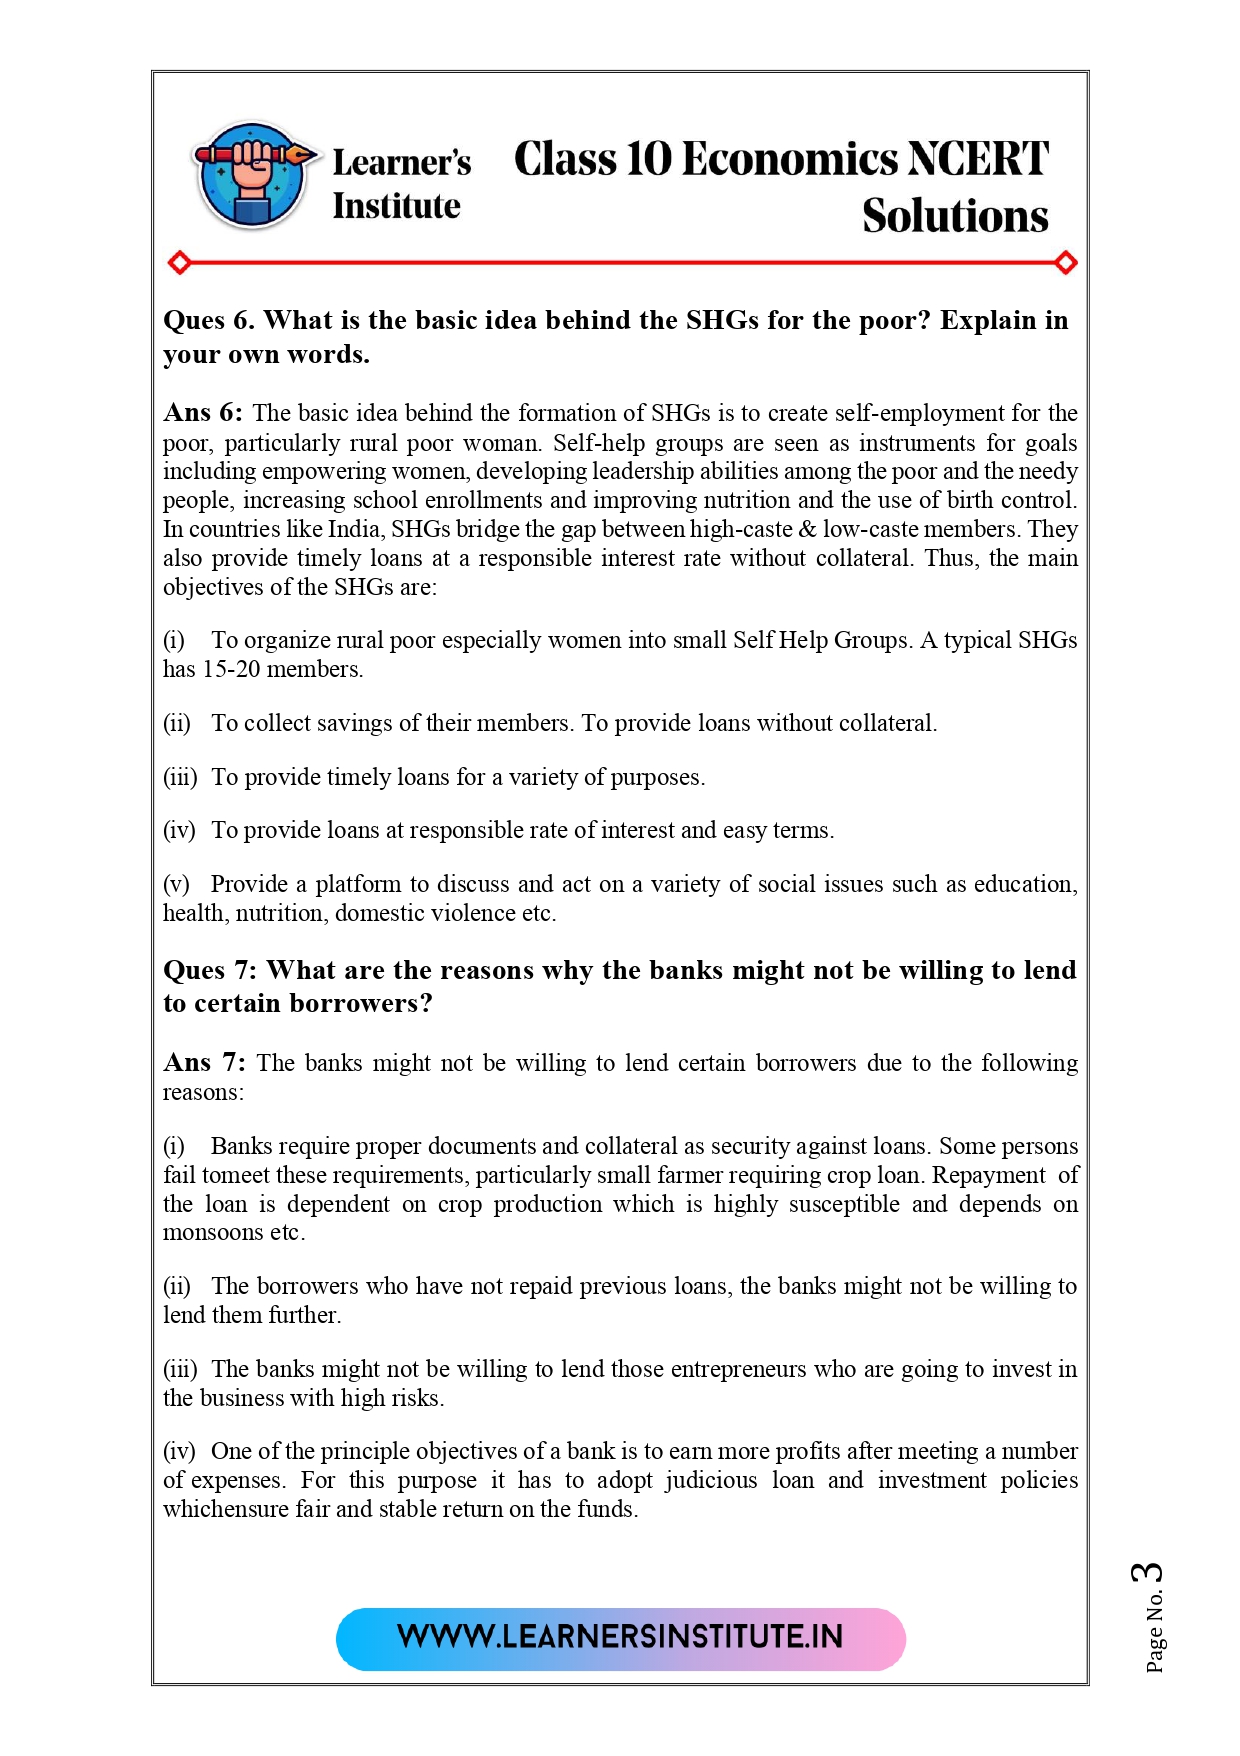 Learner's
Institute
Class 10 Economics NCERT
Solutions
Ques 6. What is the basic idea behind the SHGs for the poor? Explain in
your own words.
Ans 6: The basic idea behind the formation of SHGs is to create self-employment for the
poor, particularly rural poor woman. Self-help groups are seen as instruments for goals
including empowering women, developing leadership abilities among the poor and the needy
people, increasing school enrollments and improving nutrition and the use of birth control.
In countries like India, SHGs bridge the gap between high-caste & low-caste members. They
also provide timely loans at a responsible interest rate without collateral. Thus, the main
objectives of the SHGs are:
(i) To organize rural poor especially women into small Self Help Groups. A typical SHGs
has 15-20 members.
(ii) To collect savings of their members. To provide loans without collateral.
(iii) To provide timely loans for a variety of purposes.
(iv) To provide loans at responsible rate of interest and easy terms.
(v) Provide a platform to discuss and act on a variety of social issues such as education,
health, nutrition, domestic violence etc.
Ques 7: What are the reasons why the banks might not be willing to lend
to certain borrowers?
Ans 7: The banks might not be willing to lend certain borrowers due to the following
reasons:
(i) Banks require proper documents and collateral as security against loans. Some persons
fail tomeet these requirements, particularly small farmer requiring crop loan. Repayment of
the loan is dependent on crop production which is highly susceptible and depends on
monsoons etc.
(ii) The borrowers who have not repaid previous loans, the banks might not be willing to
lend them further.
(iii) The banks might not be willing to lend those entrepreneurs who are going to invest in
the business with high risks.
(iv) One of the principle objectives of a bank is to earn more profits after meeting a number
of expenses. For this purpose it has to adopt judicious loan and investment policies
whichensure fair and stable return on the funds.
Page No. 3
WWW.LEARNERSINSTITUTE.IN